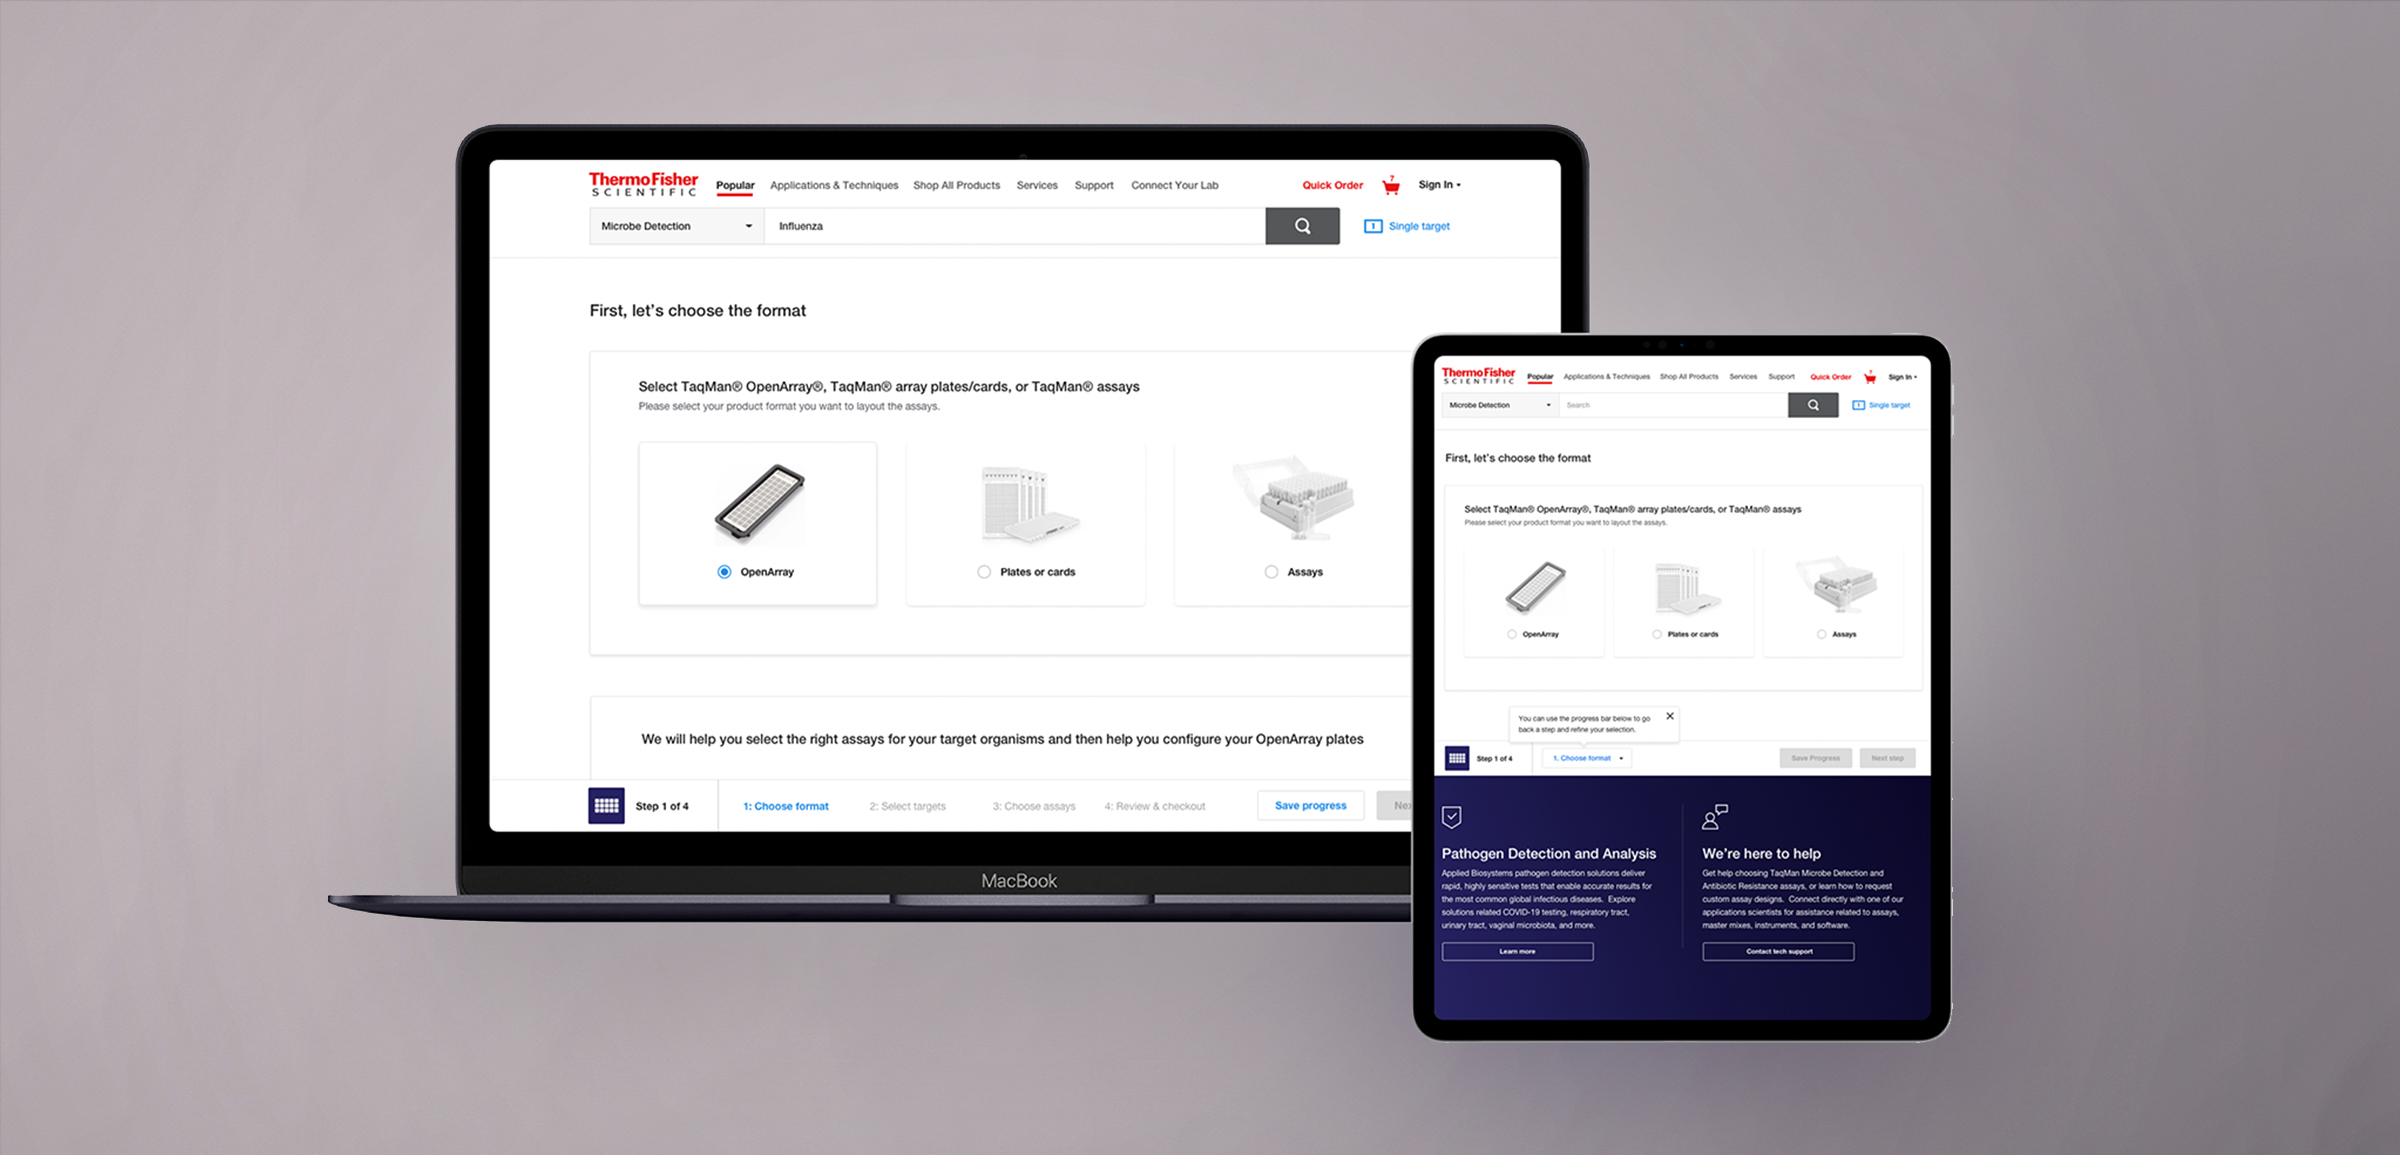 ThermoFisher
SCIENTIFIC
Popular Applications & Techniques Shop All Products Services Support Connect Your Lab Quick Order 7 Sign In
Microbe Detection Influenza 1 Single target
First, let's choose the format
Select TaqMan® OpenArray®, TaqMan® array plates/cards, or TaqMan® assays
Please select your product format you want to layout the assays.
OpenArray Plates or cards Assays
We will help you select the right assays for your target organisms and then help you configure your OpenArray plates
Step 1 of 4 1: Choose format 2: Select targets 3: Choose assays 4: Review & checkout Save progress
MacBook
ThermoFisher
SCIENTIFIC
Popular Applications & Techniques Shop All Products Services Support Quick Order 7 Sign In
Microbe Detection Search 1 Single target
First, let's choose the format
Select TaqMan® OpenArray®, TaqMan® array plates/cards, or TaqMan® assays
Please select your product format you want to layout the assays.
OpenArray Plates or cards Assays
You can use the progress bar below to go
back a step and refine your selection.
Step 1 of 4 1. Choose format Save Progress Next step
Pathogen Detection and Analysis
Applied Biosystems pathogen detection solutions deliver
rapid, highly sensitive tests that enable accurate results for
the most common global infectious diseases. Explore
solutions related COVID-19 testing, respiratory tract,
urinary tract, vaginal microbiota, and more.
Learn more
We're here to help
Get help choosing TaqMan Microbe Detection and
Antibiotic Resistance assays, or learn how to request
custom assay designs. Connect directly with one of our
applications scientists for assistance related to assays,
master mixes, instruments, and software.
Contact tech support